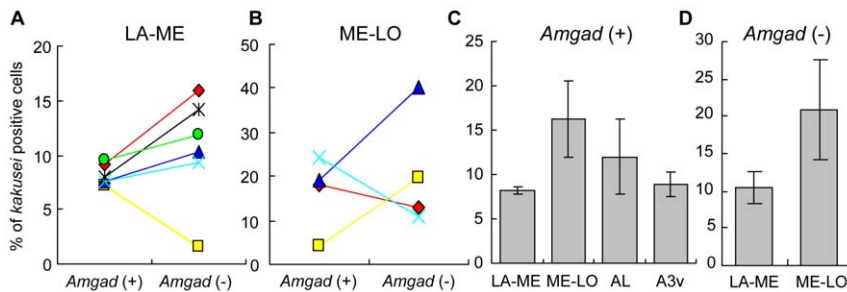 A
LA-ME
% of kakusei positive cells
20
15
10
5
0
Amgad (+)
Amgad (-)
B
ME-LO
50
40
30
20
10
0
Amgad (+)
Amgad (-)
C
Amgad (+)
25
20
15
10
5
0
LA-ME
ME-LO
AL
A3v
D
Amgad (-)
30
25
20
15
10
5
0
LA-ME
ME-LO